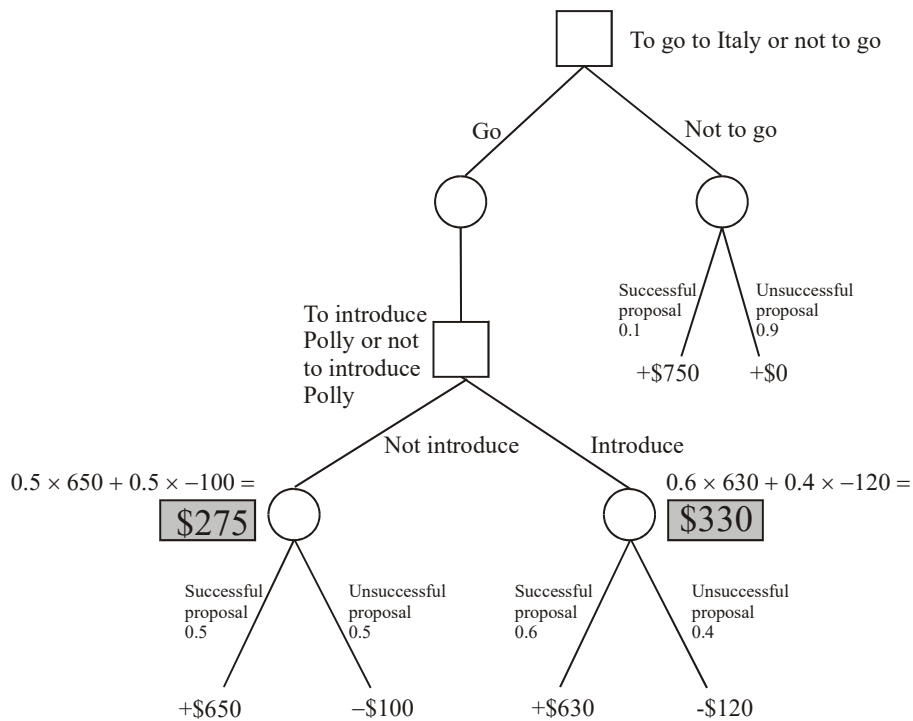 To go to Italy or not to go
Go
Not to go
Successful
proposal
0.1
Unsuccessful
proposal
0.9
+$750
+$0
To introduce
Polly or not
to introduce
Polly
Not introduce
Introduce
0.5 × 650 + 0.5 × −100 =
$275
0.6 × 630 + 0.4 × −120 =
$330
Successful
proposal
0.5
Unsuccessful
proposal
0.5
Successful
proposal
0.6
Unsuccessful
proposal
0.4
+$650
−$100
+$630
-$120